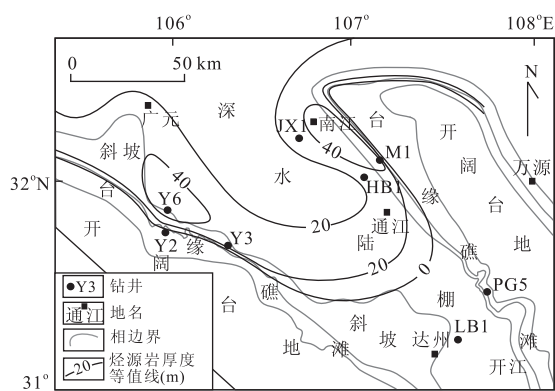 106° 107° 108°E
0 50 km
N
32°N
31°
广元
深
水
陆
棚
斜坡
台
缘
礁
滩
开
阔
台
地
JX1
南江
台
缘
礁
滩
40
M1
HB1
通江
开
阔
台
地
万源
40
Y6
Y2
Y3
20
20
0
PG5
LB1
斜坡
达州
开江
Y3 钻井
通江 地名
相边界
20 烃源岩厚度
等值线(m)